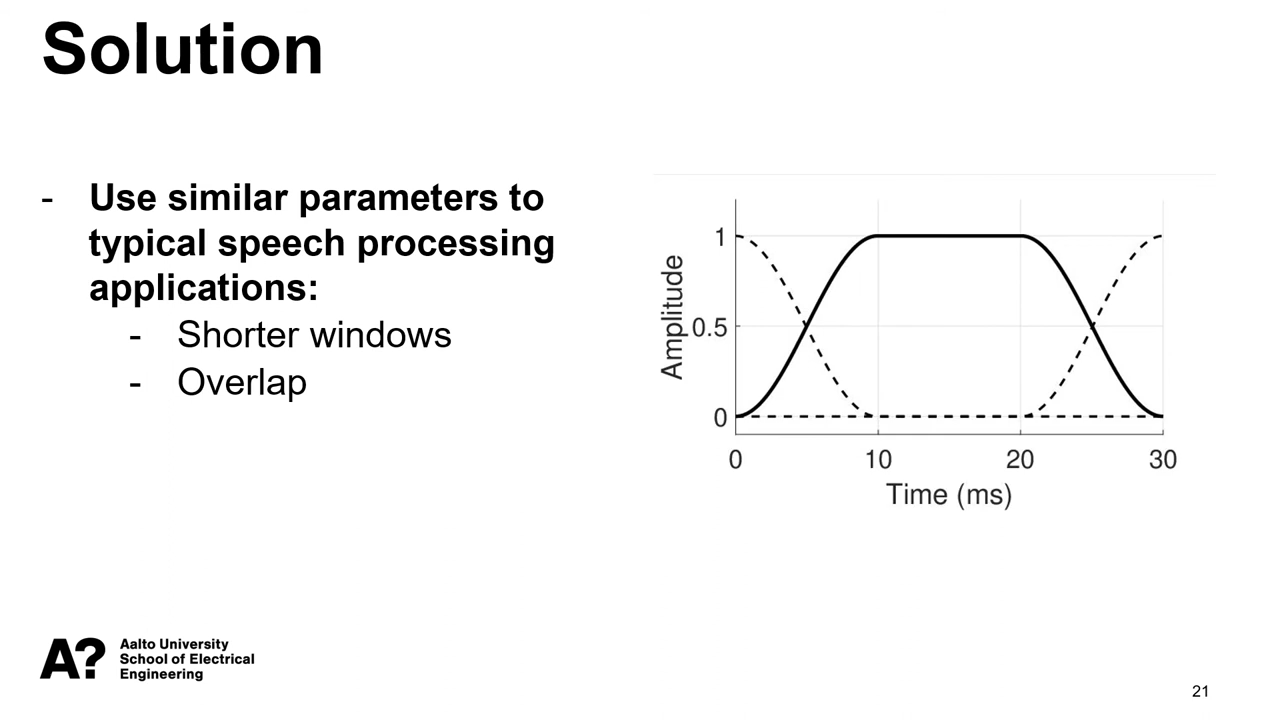 Solution
- Use similar parameters to
typical speech processing
applications:
- Shorter windows
- Overlap
1
0.5
0
Amplitude
0
10
20
30
Time (ms)
A?
Aalto University
School of Electrical
Engineering
21